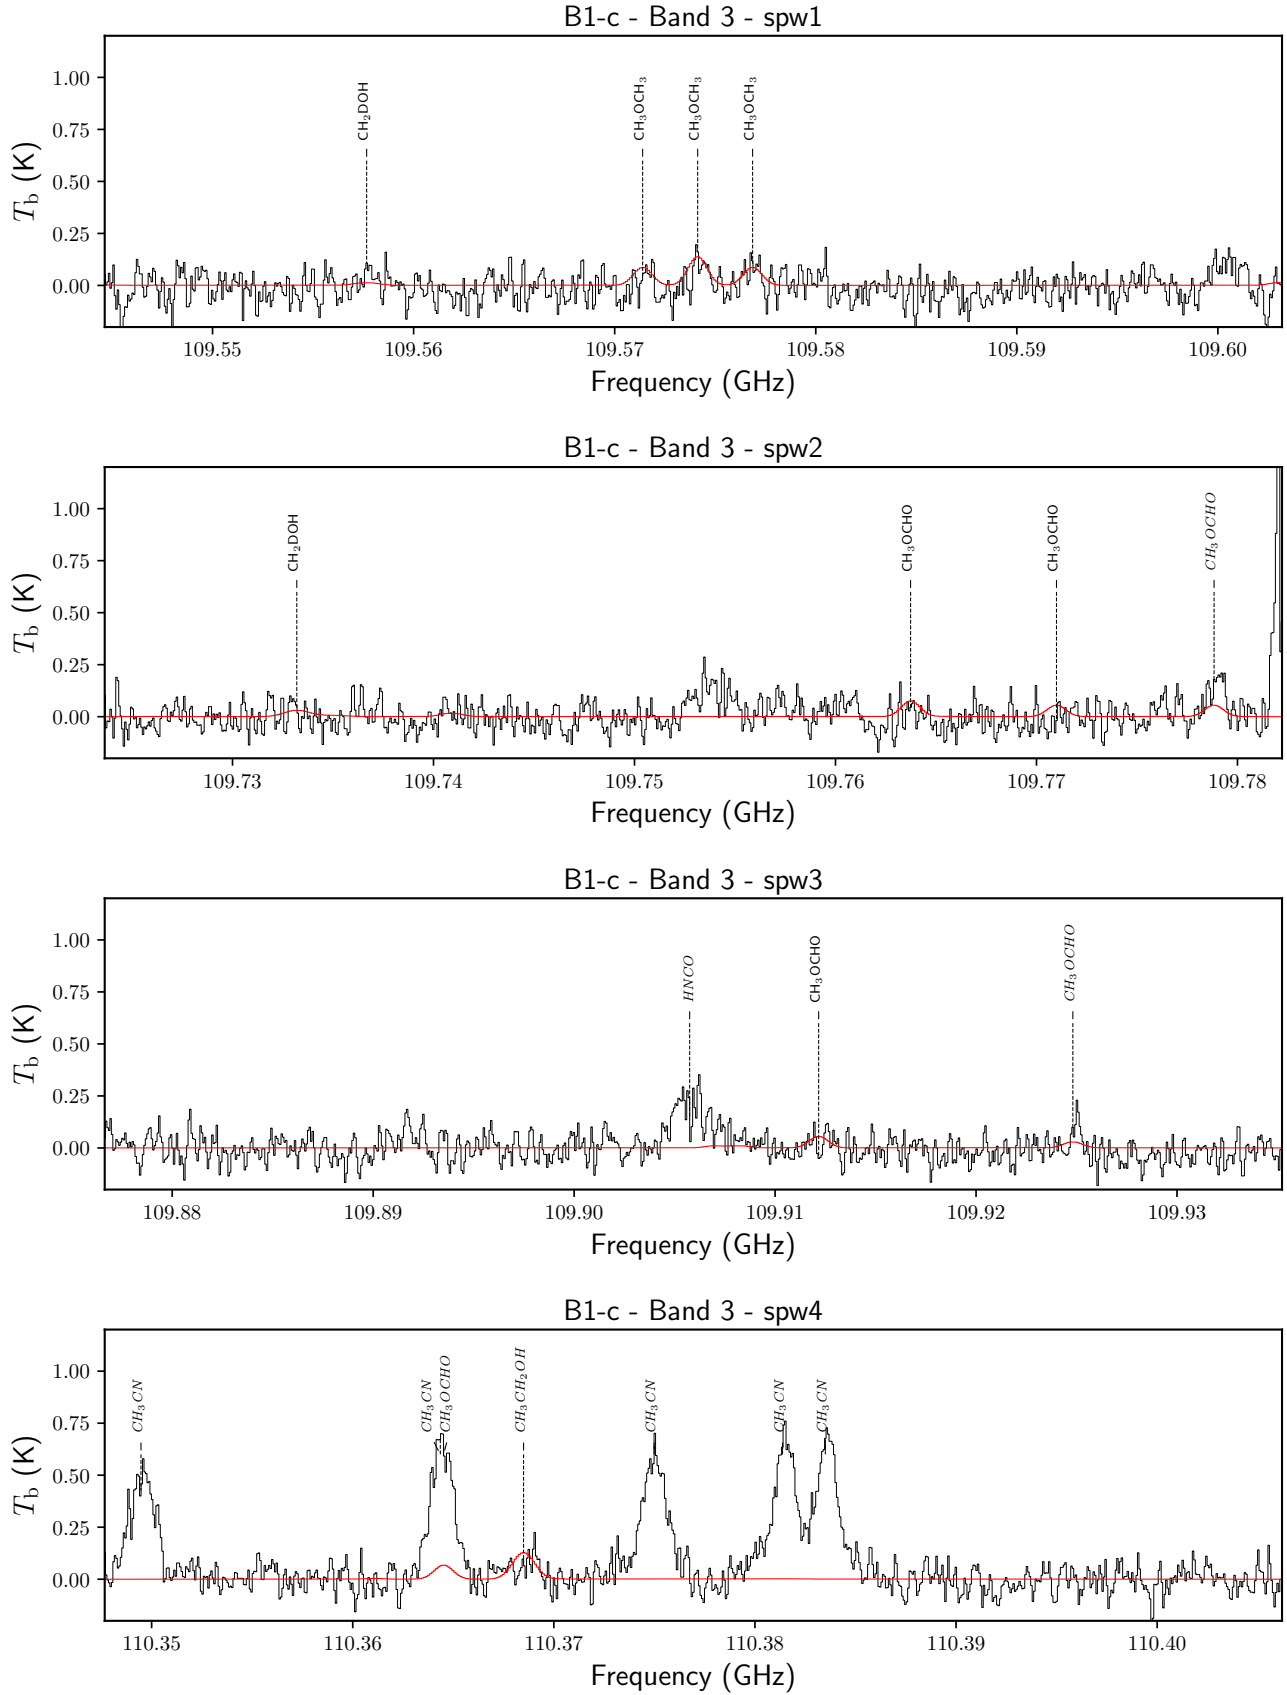 B1-c - Band 3 - spw1
CH₂DOH CH₃OCH₃ CH₃OCH₃ CH₃OCH₃
1.00
0.75
0.50
0.25
0.00
T_b (K)
109.55 109.56 109.57 109.58 109.59 109.60
Frequency (GHz)
B1-c - Band 3 - spw2
CH₂DOH CH₃OCHO CH₃OCHO CH₃OCHO
1.00
0.75
0.50
0.25
0.00
T_b (K)
109.73 109.74 109.75 109.76 109.77 109.78
Frequency (GHz)
B1-c - Band 3 - spw3
HNCO CH₃OCHO CH₃OCHO
1.00
0.75
0.50
0.25
0.00
T_b (K)
109.88 109.89 109.90 109.91 109.92 109.93
Frequency (GHz)
B1-c - Band 3 - spw4
CH₃CN CH₃CN CH₃OCHO CH₃CH₂OH CH₃CN CH₃CN CH₃CN
1.00
0.75
0.50
0.25
0.00
T_b (K)
110.35 110.36 110.37 110.38 110.39 110.40
Frequency (GHz)